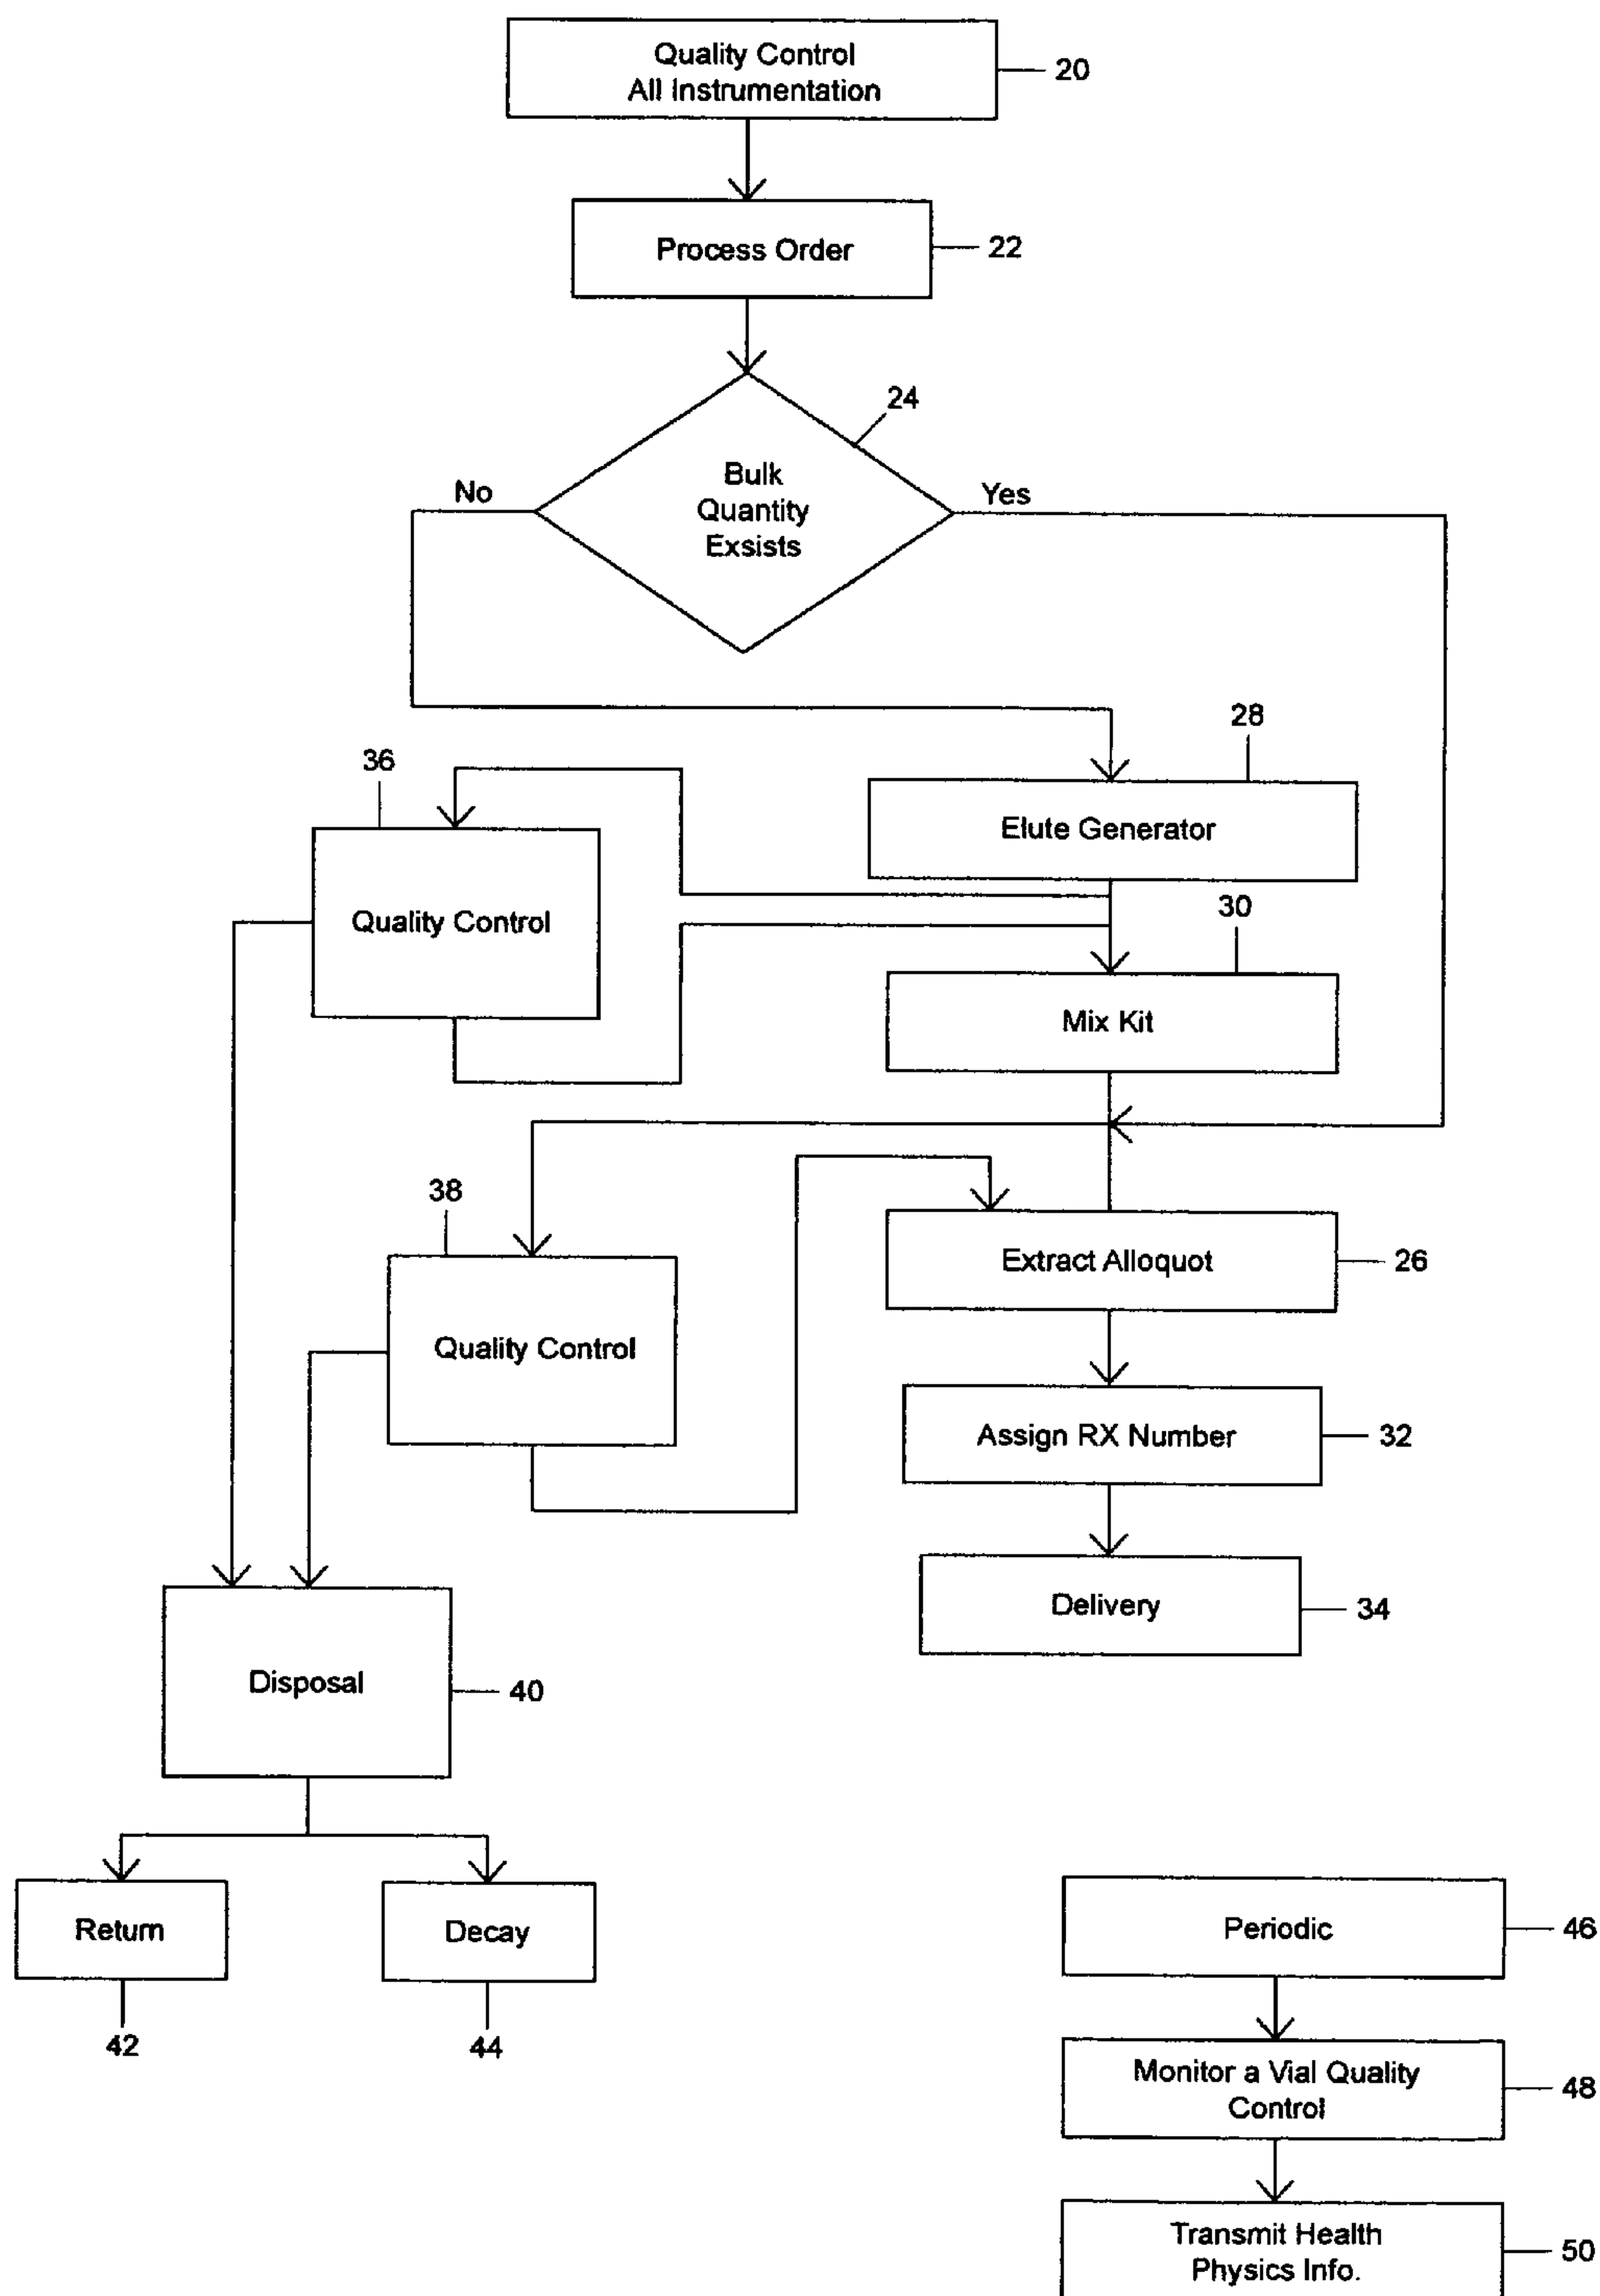 Quality Control
All Instrumentation
20
Process Order
22
24
Bulk
Quantity
Exsists
No
Yes
28
36
Elute Generator
Quality Control
30
Mix Kit
38
Extract Alloquot
26
Quality Control
Assign RX Number
32
Delivery
34
Disposal
40
Return
Decay
42
44
Periodic
46
Monitor a Vial Quality
Control
48
Transmit Health
Physics Info.
50